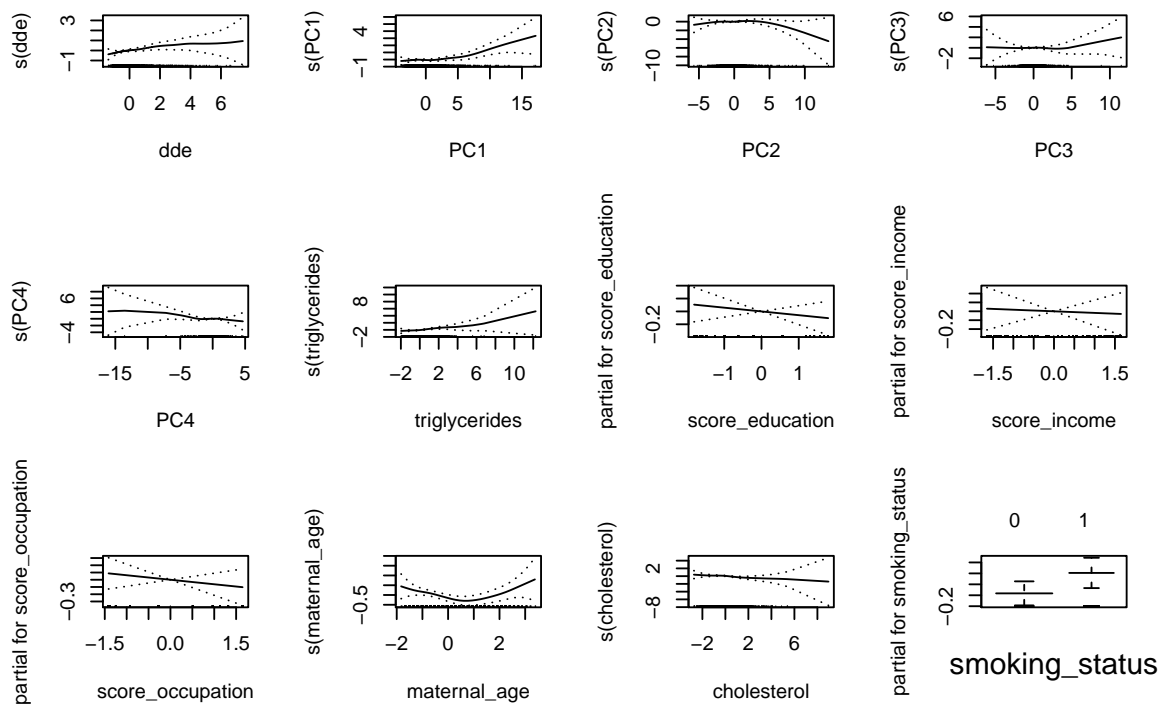 s(dde)
3
−1
0 2 4 6
dde
s(PC1)
4
−1
0 5 15
PC1
s(PC2)
0
−10
−5 0 5 10
PC2
s(PC3)
6
−2
−5 0 5 10
PC3
s(PC4)
6
−4
−15 −5 5
PC4
s(triglycerides)
8
−2
−2 2 6 10
triglycerides
partial for score_education
−0.2
−1 0 1
score_education
partial for score_income
−0.2
−1.5 0.0 1.5
score_income
partial for score_occupation
−0.3
−1.5 0.0 1.5
score_occupation
s(maternal_age)
−0.5
−2 0 2
maternal_age
s(cholesterol)
2
−8
−2 2 6
cholesterol
partial for smoking_status
0 1
−0.2
smoking_status